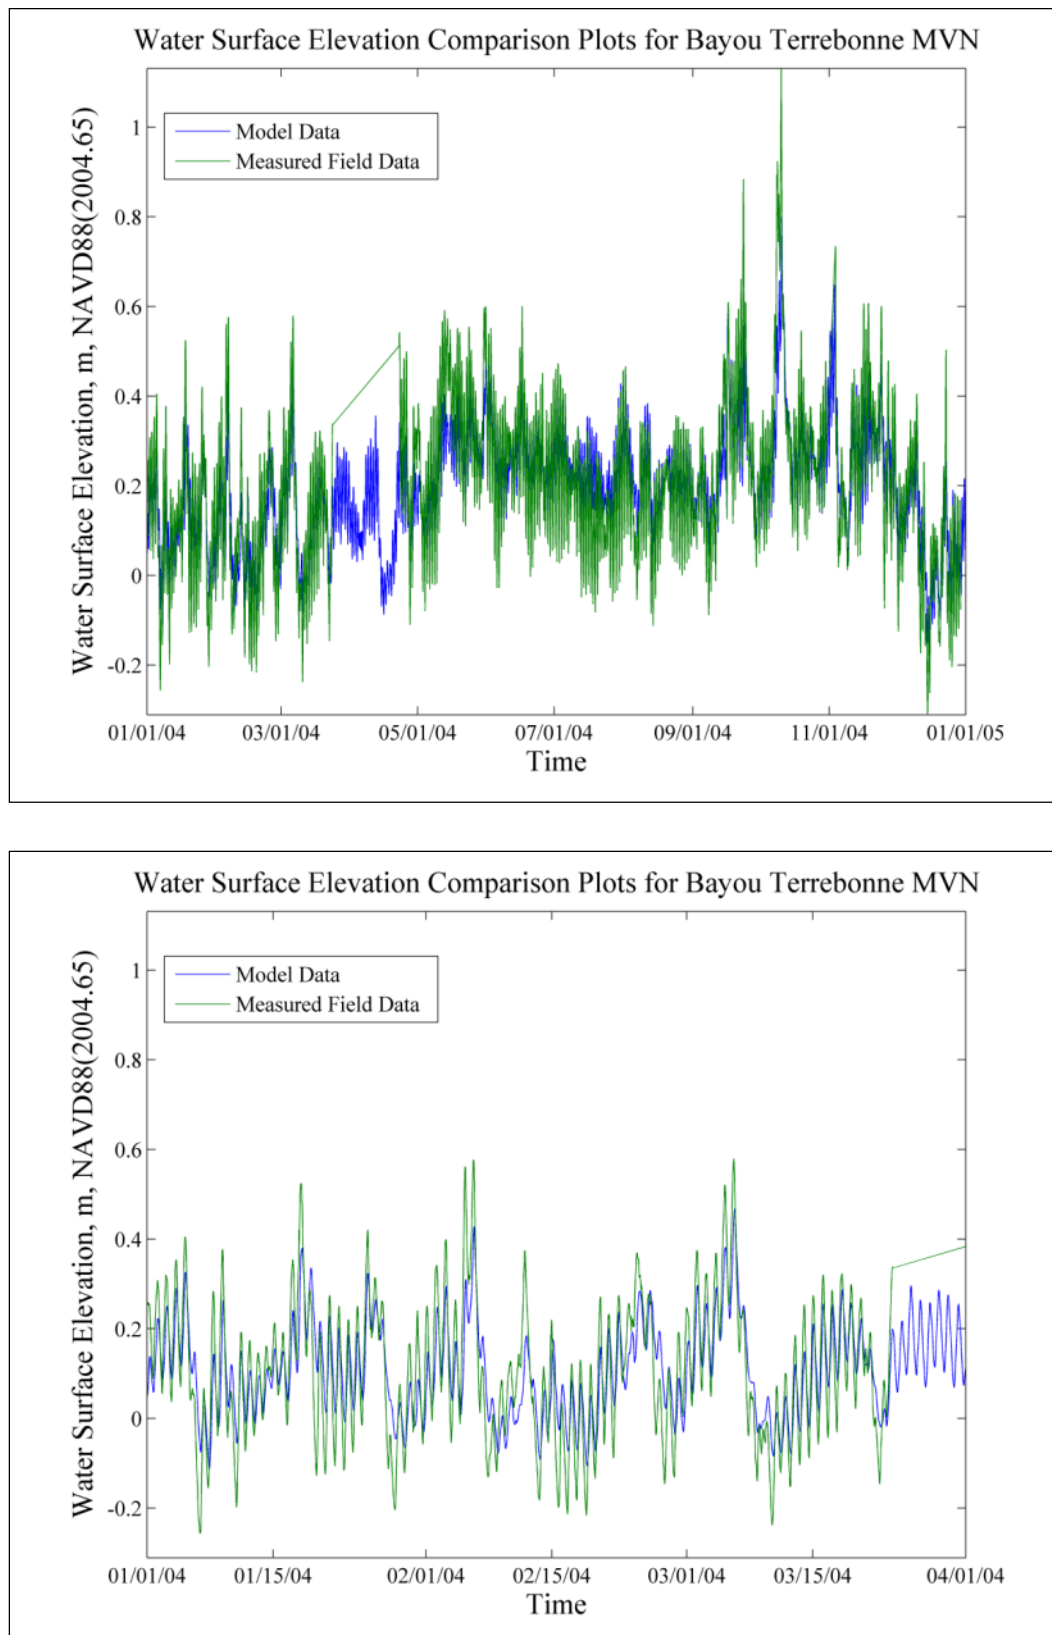 Water Surface Elevation Comparison Plots for Bayou Terrebonne MVN
Water Surface Elevation, m, NAVD88(2004.65)
1
0.8
0.6
0.4
0.2
0
-0.2
Model Data
Measured Field Data
01/01/04 03/01/04 05/01/04 07/01/04 09/01/04 11/01/04 01/01/05
Time
Water Surface Elevation Comparison Plots for Bayou Terrebonne MVN
Water Surface Elevation, m, NAVD88(2004.65)
1
0.8
0.6
0.4
0.2
0
-0.2
Model Data
Measured Field Data
01/01/04 01/15/04 02/01/04 02/15/04 03/01/04 03/15/04 04/01/04
Time